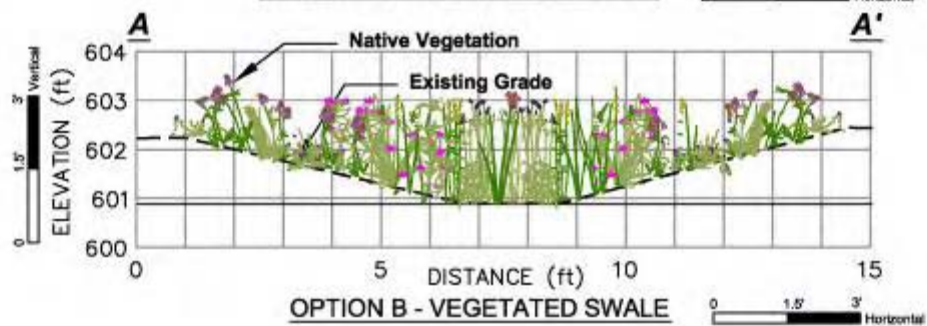 A A'
Native Vegetation
Existing Grade
604
603
602
601
600
ELEVATION (ft)
3'
1.5'
0
Vertical
0 5 10 15
DISTANCE (ft)
OPTION B - VEGETATED SWALE
0 1.5' 3'
Horizontal